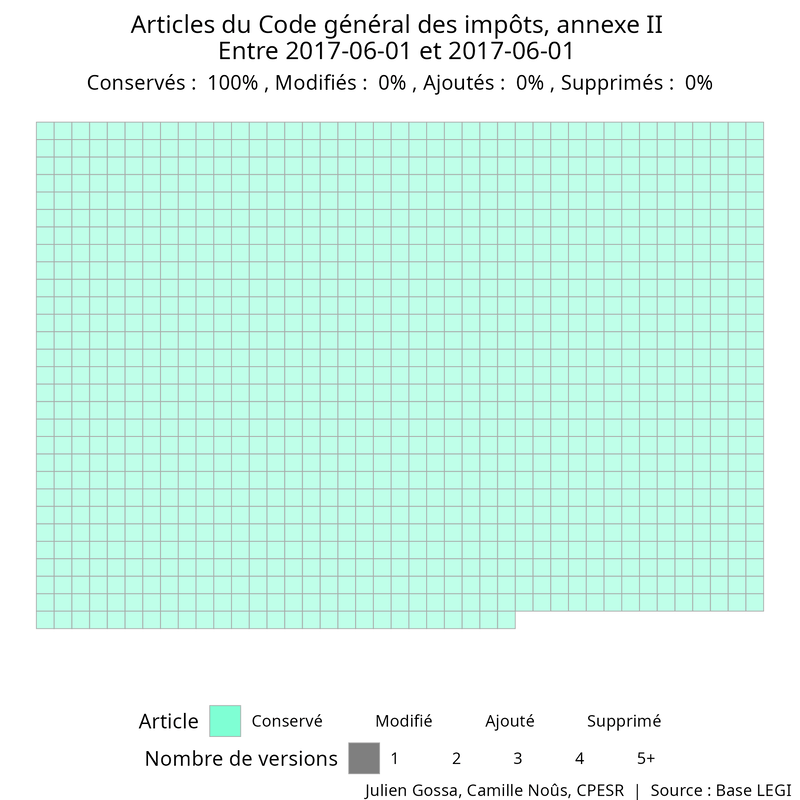 Articles du Code général des impôts, annexe II
Entre 2017-06-01 et 2017-06-01
Conservés :  100% , Modifiés :  0% , Ajoutés :  0% , Supprimés :  0%
Article Conservé Modifié Ajouté Supprimé
Nombre de versions 1 2 3 4 5+
Julien Gossa, Camille Noûs, CPESR  |  Source : Base LEGI